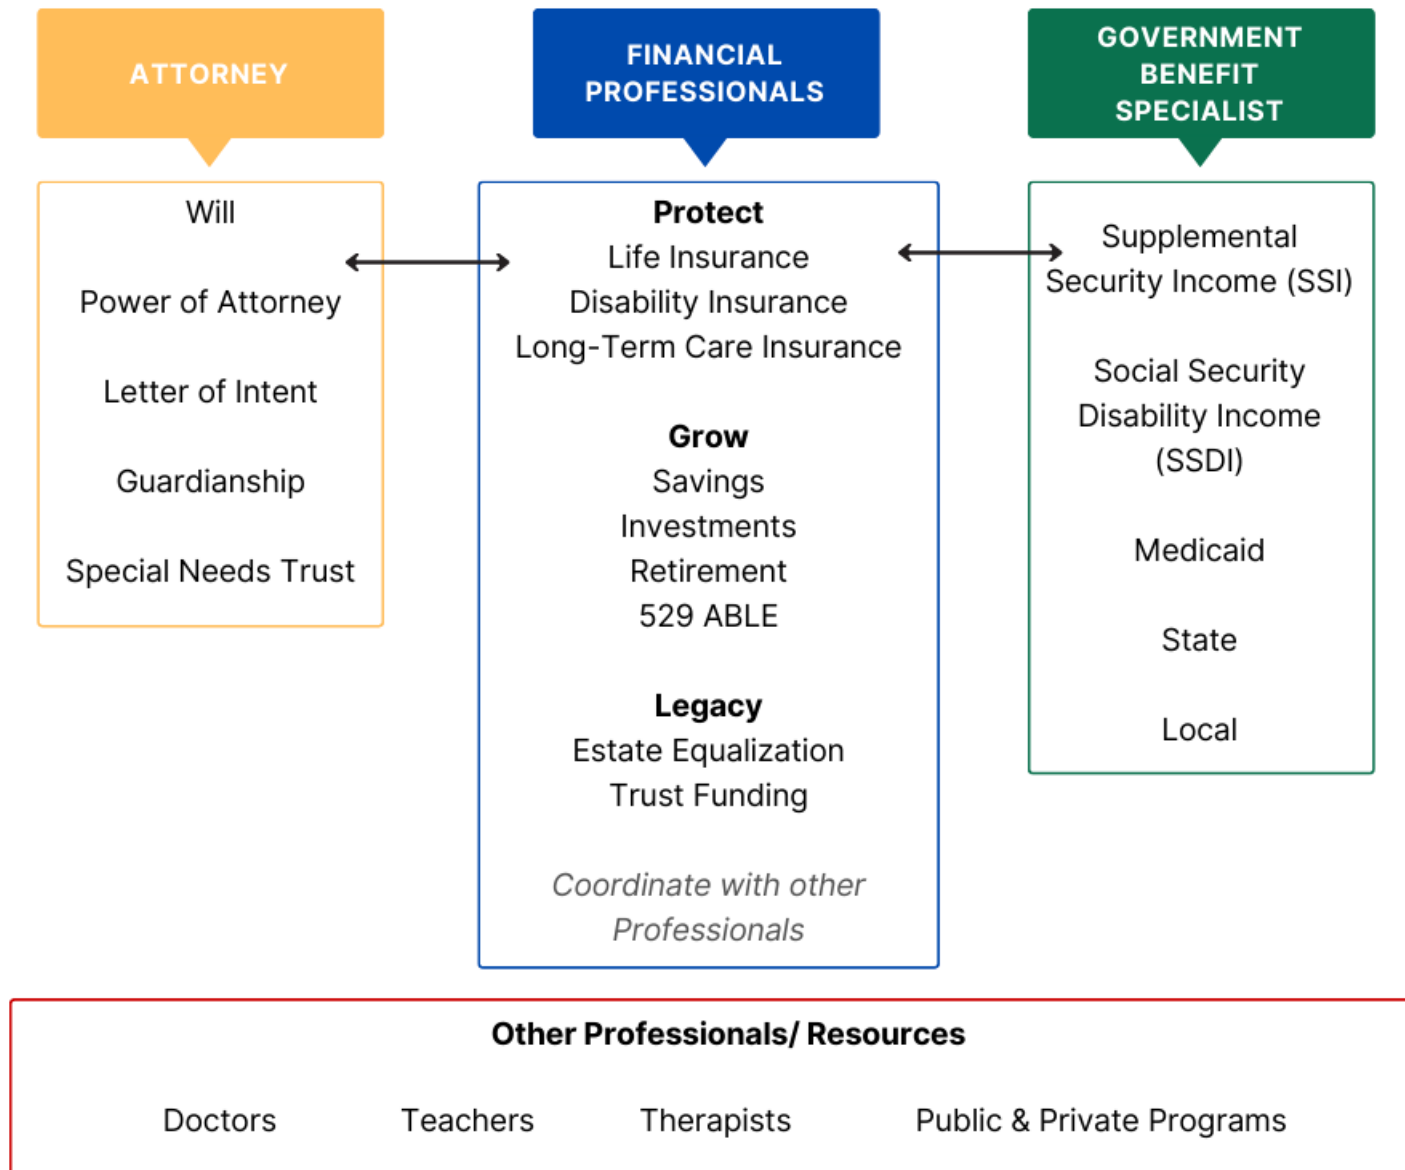 ATTORNEY
Will
Power of Attorney
Letter of Intent
Guardianship
Special Needs Trust
FINANCIAL
PROFESSIONALS
Protect
Life Insurance
Disability Insurance
Long-Term Care Insurance
Grow
Savings
Investments
Retirement
529 ABLE
Legacy
Estate Equalization
Trust Funding
Coordinate with other
Professionals
GOVERNMENT
BENEFIT
SPECIALIST
Supplemental
Security Income (SSI)
Social Security
Disability Income
(SSDI)
Medicaid
State
Local
Other Professionals/ Resources
Doctors Teachers Therapists Public & Private Programs